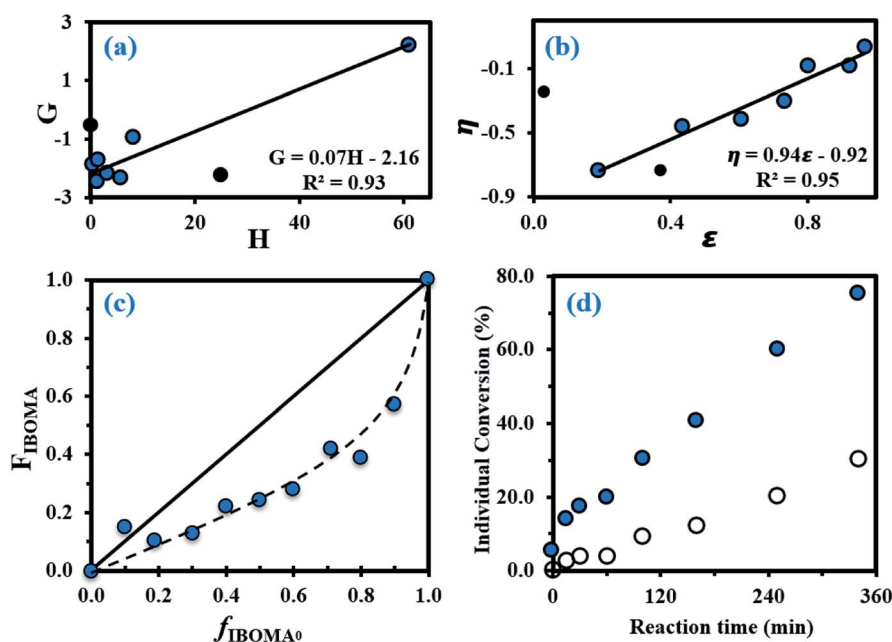 (a)
3
1
-1
-3
G
0
20
40
60
H
G = 0.07H - 2.16
R² = 0.93
(b)
-0.1
-0.5
-0.9
η
0.0
0.4
0.8
ε
η = 0.94ε - 0.92
R² = 0.95
(c)
1.0
0.8
0.6
0.4
0.2
0.0
F_IBOMA
0.0
0.2
0.4
0.6
0.8
1.0
f_IBOMA⁰
(d)
80.0
60.0
40.0
20.0
0.0
Individual Conversion (%)
0
120
240
360
Reaction time (min)